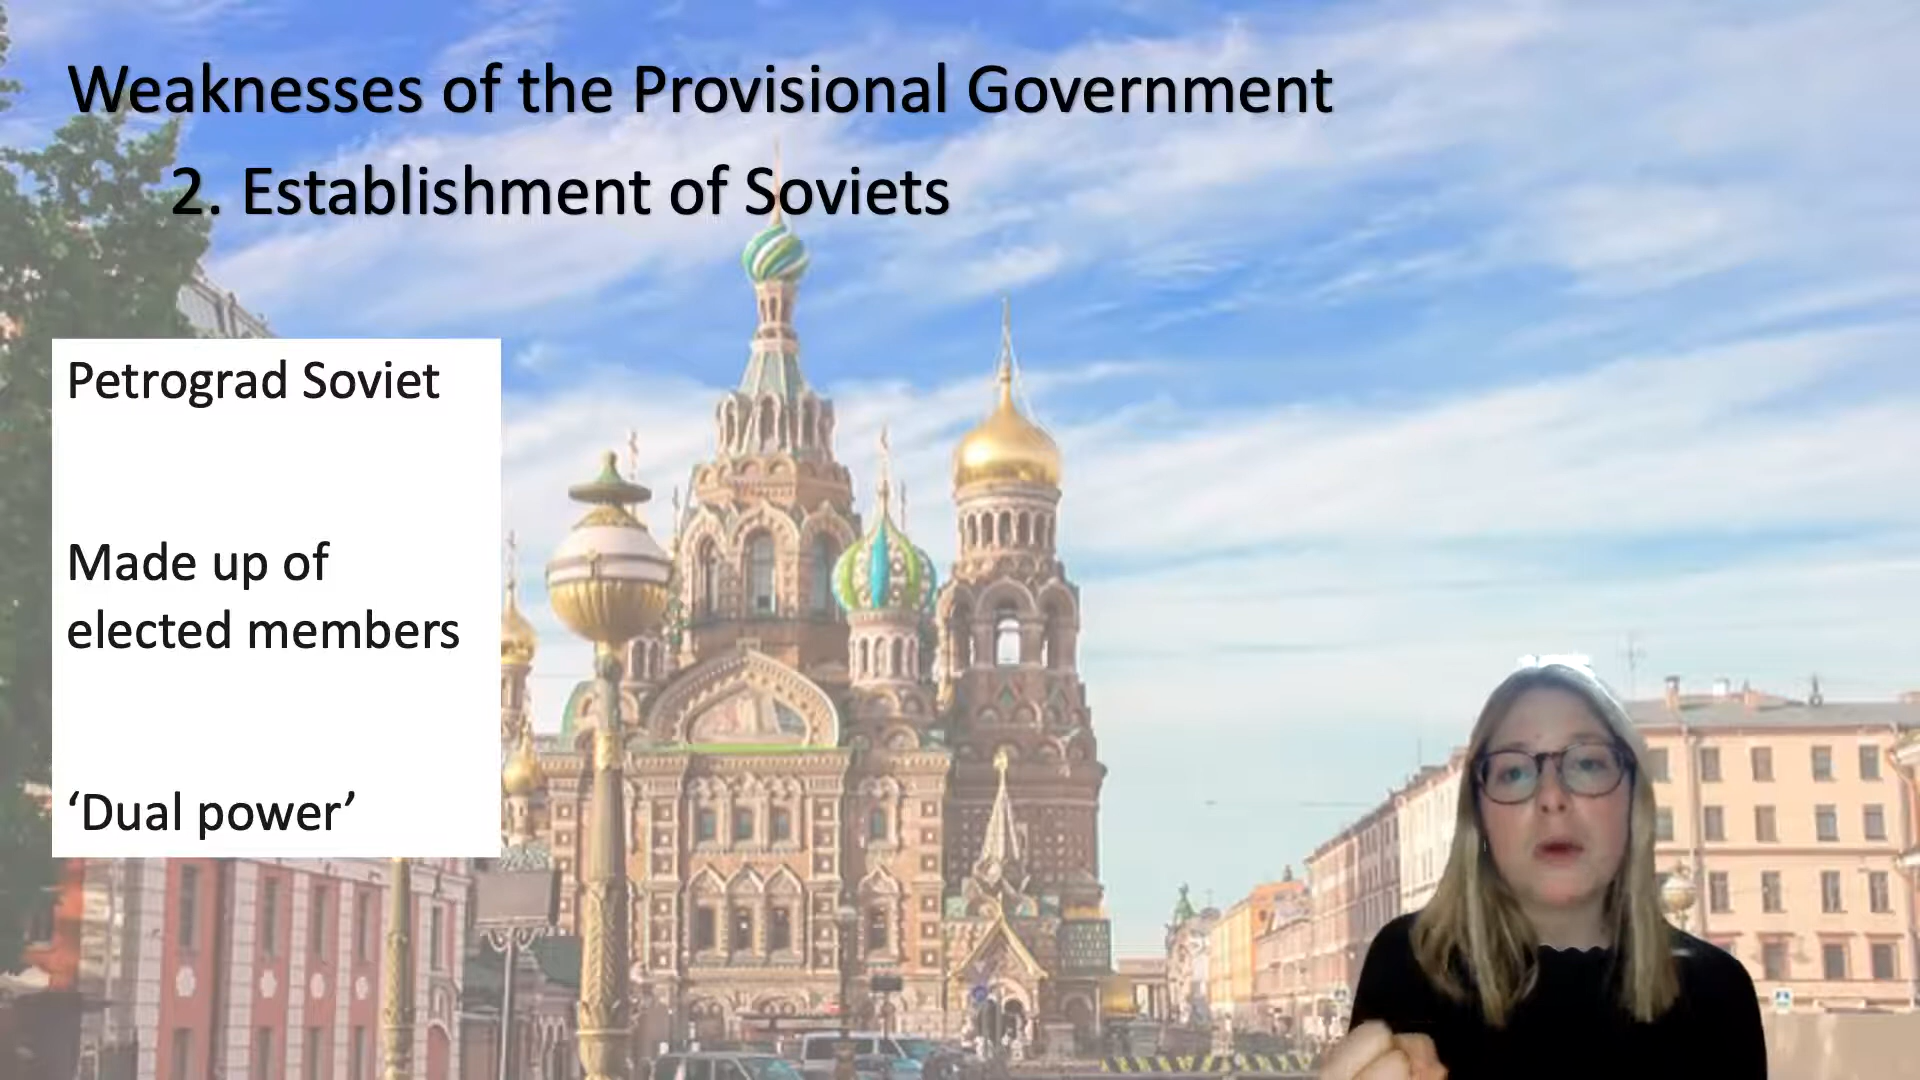 Weaknesses of the Provisional Government
2. Establishment of Soviets
Petrograd Soviet
Made up of
elected members
‘Dual power’